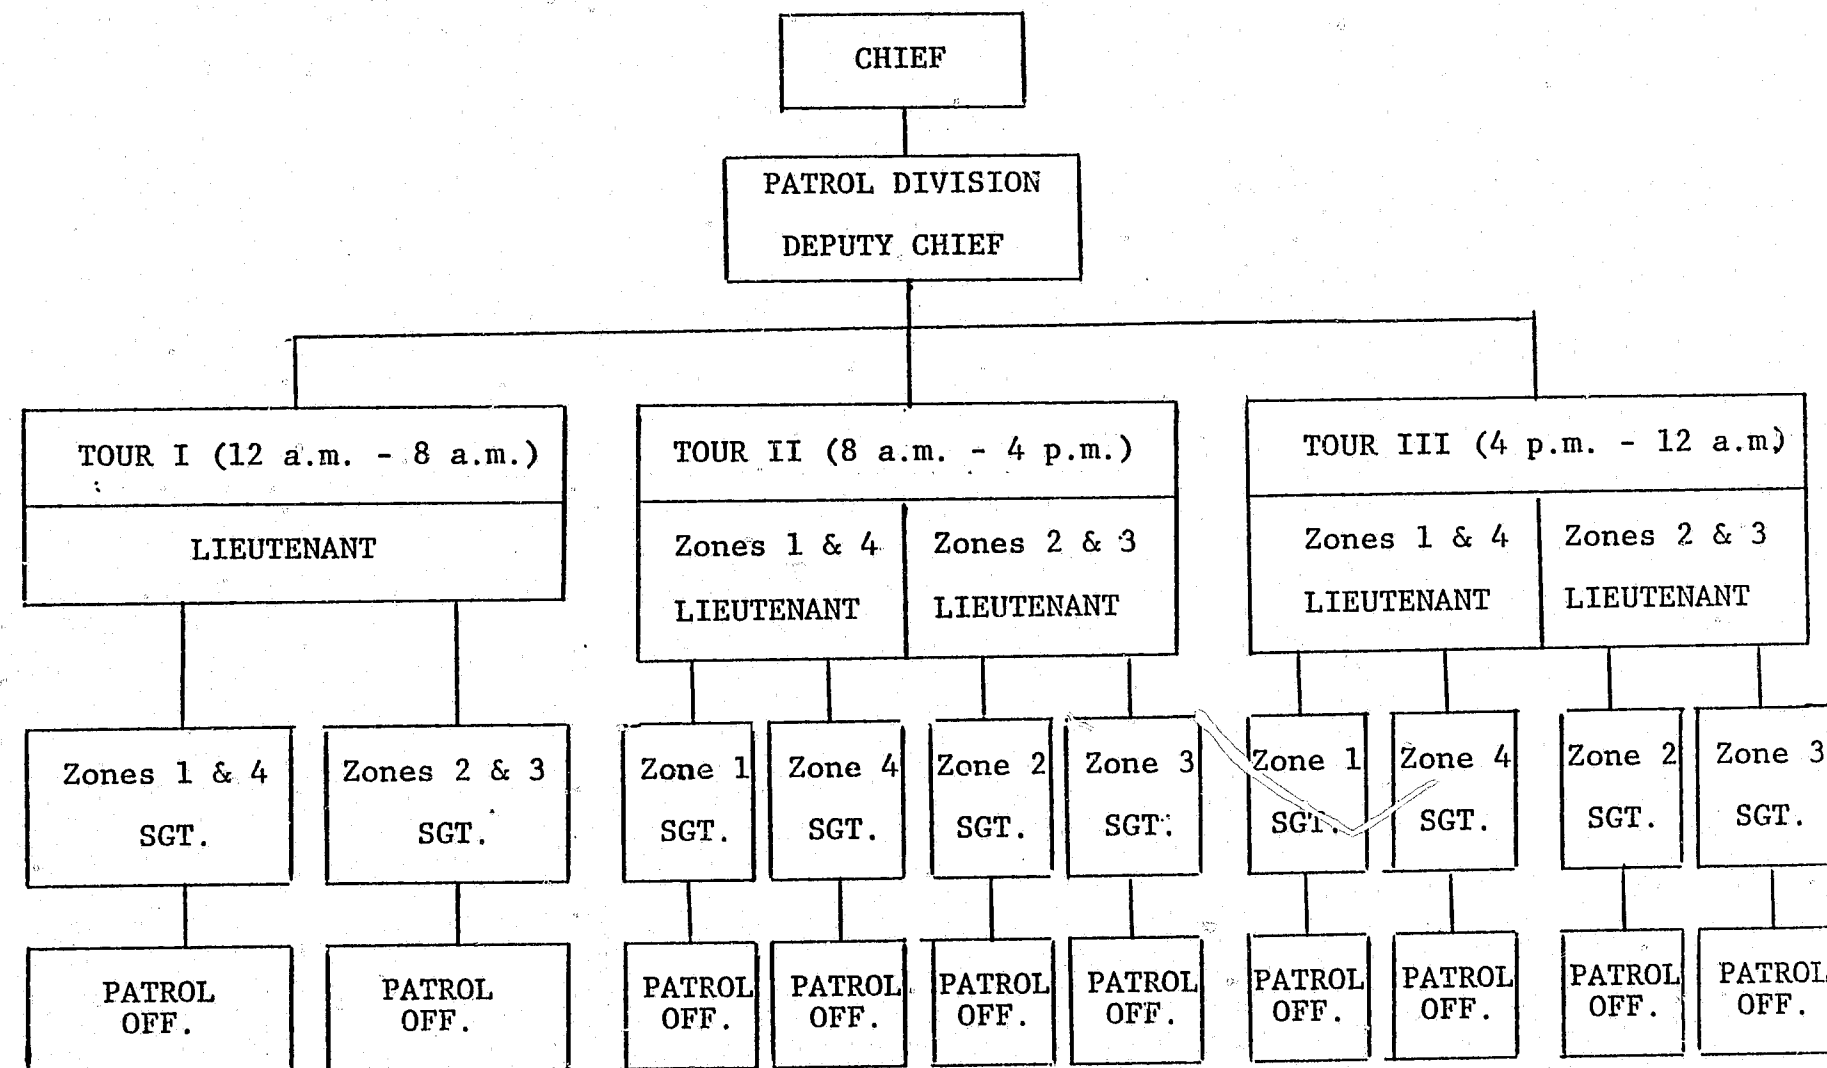 CHIEF
PATROL DIVISION
DEPUTY CHIEF
TOUR I (12 a.m. - 8 a.m.)
LIEUTENANT
TOUR II (8 a.m. - 4 p.m.)
Zones 1 & 4
LIEUTENANT
Zones 2 & 3
LIEUTENANT
TOUR III (4 p.m. - 12 a.m)
Zones 1 & 4
LIEUTENANT
Zones 2 & 3
LIEUTENANT
Zones 1 & 4
SGT.
Zones 2 & 3
SGT.
Zone 1
SGT.
Zone 4
SGT.
Zone 2
SGT.
Zone 3
SGT.
Zone 1
SGT.
Zone 4
SGT.
Zone 2
SGT.
Zone 3
SGT.
PATROL
OFF.
PATROL
OFF.
PATROL
OFF.
PATROL
OFF.
PATROL
OFF.
PATROL
OFF.
PATROL
OFF.
PATROL
OFF.
PATROL
OFF.
PATROL
OFF.